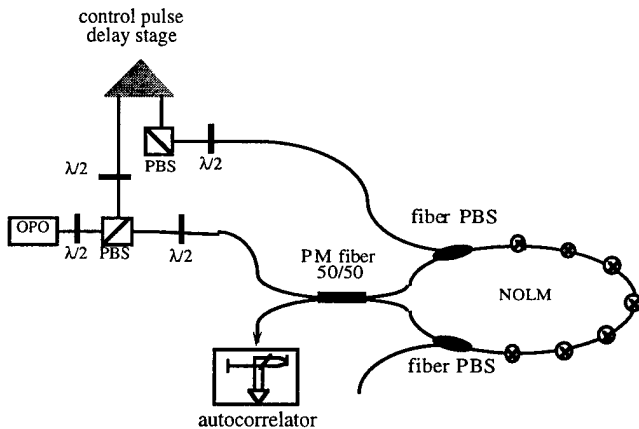 control pulse
delay stage
PBS
λ/2
λ/2
fiber PBS
OPO
λ/2
PBS
λ/2
PM fiber
50/50
NOLM
fiber PBS
autocorrelator